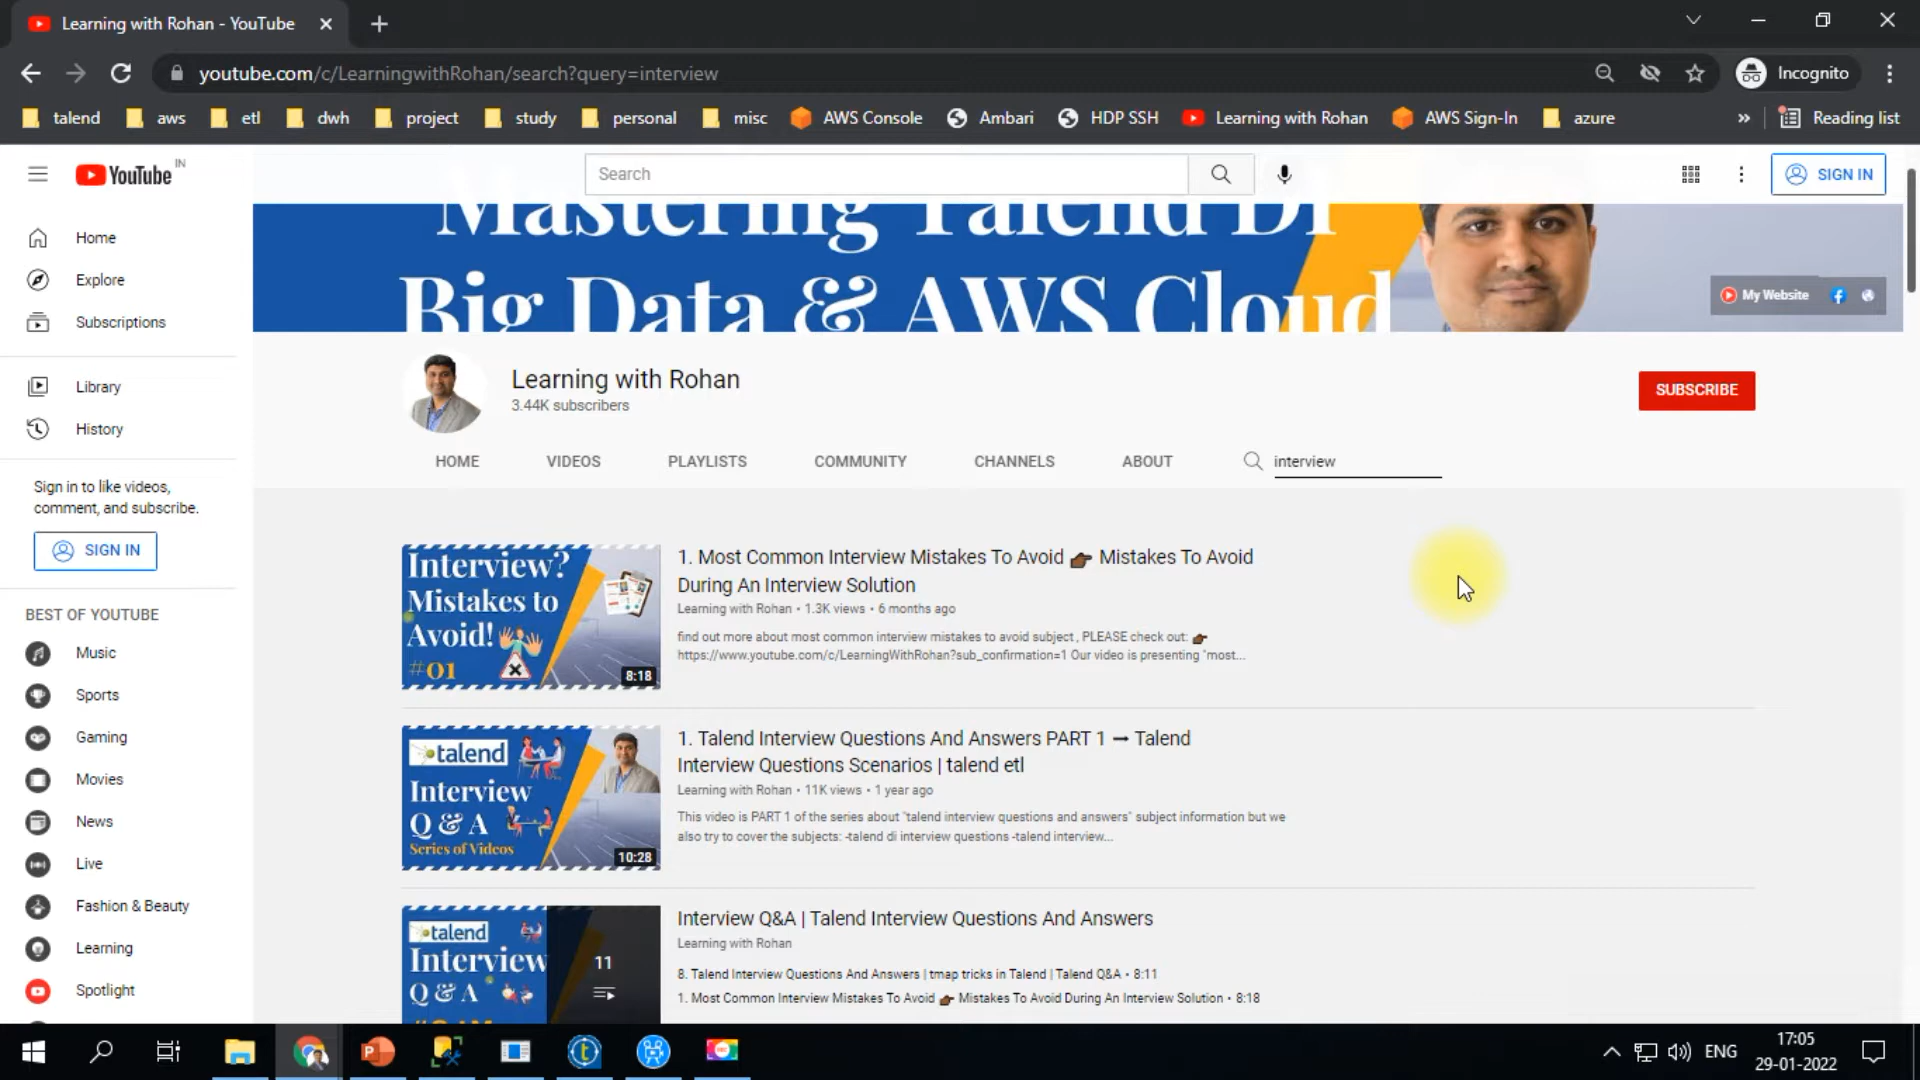 Learning with Rohan - YouTube
youtube.com/c/LearningwithRohan/search?query=interview
Incognito
talend aws etl dwh project study personal misc AWS Console Ambari HDP SSH Learning with Rohan AWS Sign-In azure » Reading list
YouTube IN
Search
SIGN IN
Home
Explore
Subscriptions
Library
History
Sign in to like videos,
comment, and subscribe.
SIGN IN
BEST OF YOUTUBE
Music
Sports
Gaming
Movies
News
Live
Fashion & Beauty
Learning
Spotlight
Mastering Talend DI
Big Data & AWS Cloud
My Website
Learning with Rohan
3.44K subscribers
SUBSCRIBE
HOME VIDEOS PLAYLISTS COMMUNITY CHANNELS ABOUT interview
Interview?
Mistakes to
Avoid!
#01
8:18
1. Most Common Interview Mistakes To Avoid 👉🏿 Mistakes To Avoid
During An Interview Solution
Learning with Rohan • 1.3K views • 6 months ago
find out more about most common interview mistakes to avoid subject , PLEASE check out: 👉🏿
https://www.youtube.com/c/LearningWithRohan?sub_confirmation=1 Our video is presenting "most...
talend
Interview
Q & A
Series of Videos
10:28
1. Talend Interview Questions And Answers PART 1 ➞ Talend
Interview Questions Scenarios | talend etl
Learning with Rohan • 11K views • 1 year ago
This video is PART 1 of the series about "talend interview questions and answers" subject information but we
also try to cover the subjects: -talend di interview questions -talend interview...
talend
Interview
Q & A
11
Interview Q&A | Talend Interview Questions And Answers
Learning with Rohan
8. Talend Interview Questions And Answers | tmap tricks in Talend | Talend Q&A • 8:11
1. Most Common Interview Mistakes To Avoid 👉🏿 Mistakes To Avoid During An Interview Solution • 8:18
ENG
17:05
29-01-2022